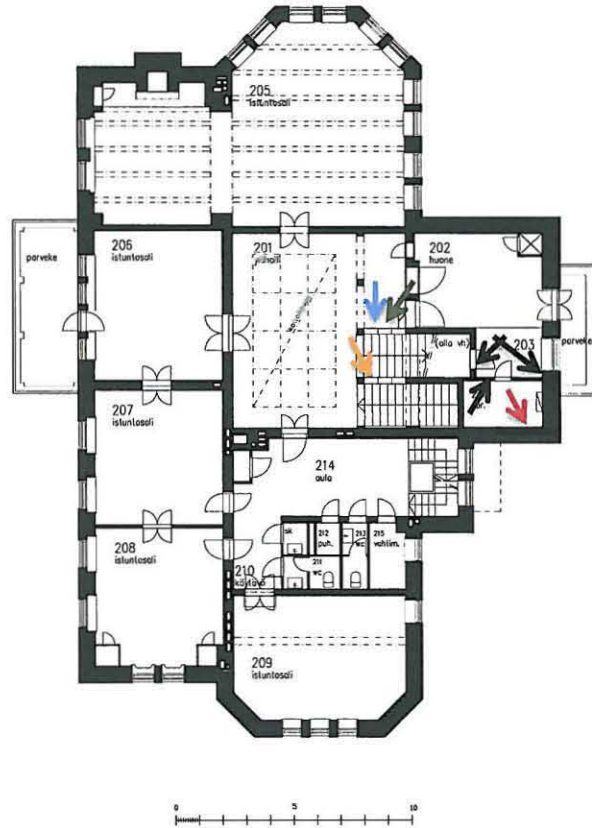 205
istuntosali
206
istuntosali
parveke
201
202
huone
(alla vh)
203
parveke
207
istuntosali
214
aula
sk
212
puh.
213
wc
215
vahtim.
211
wc
210
käytävä
208
istuntosali
209
istuntosali
0 5 10